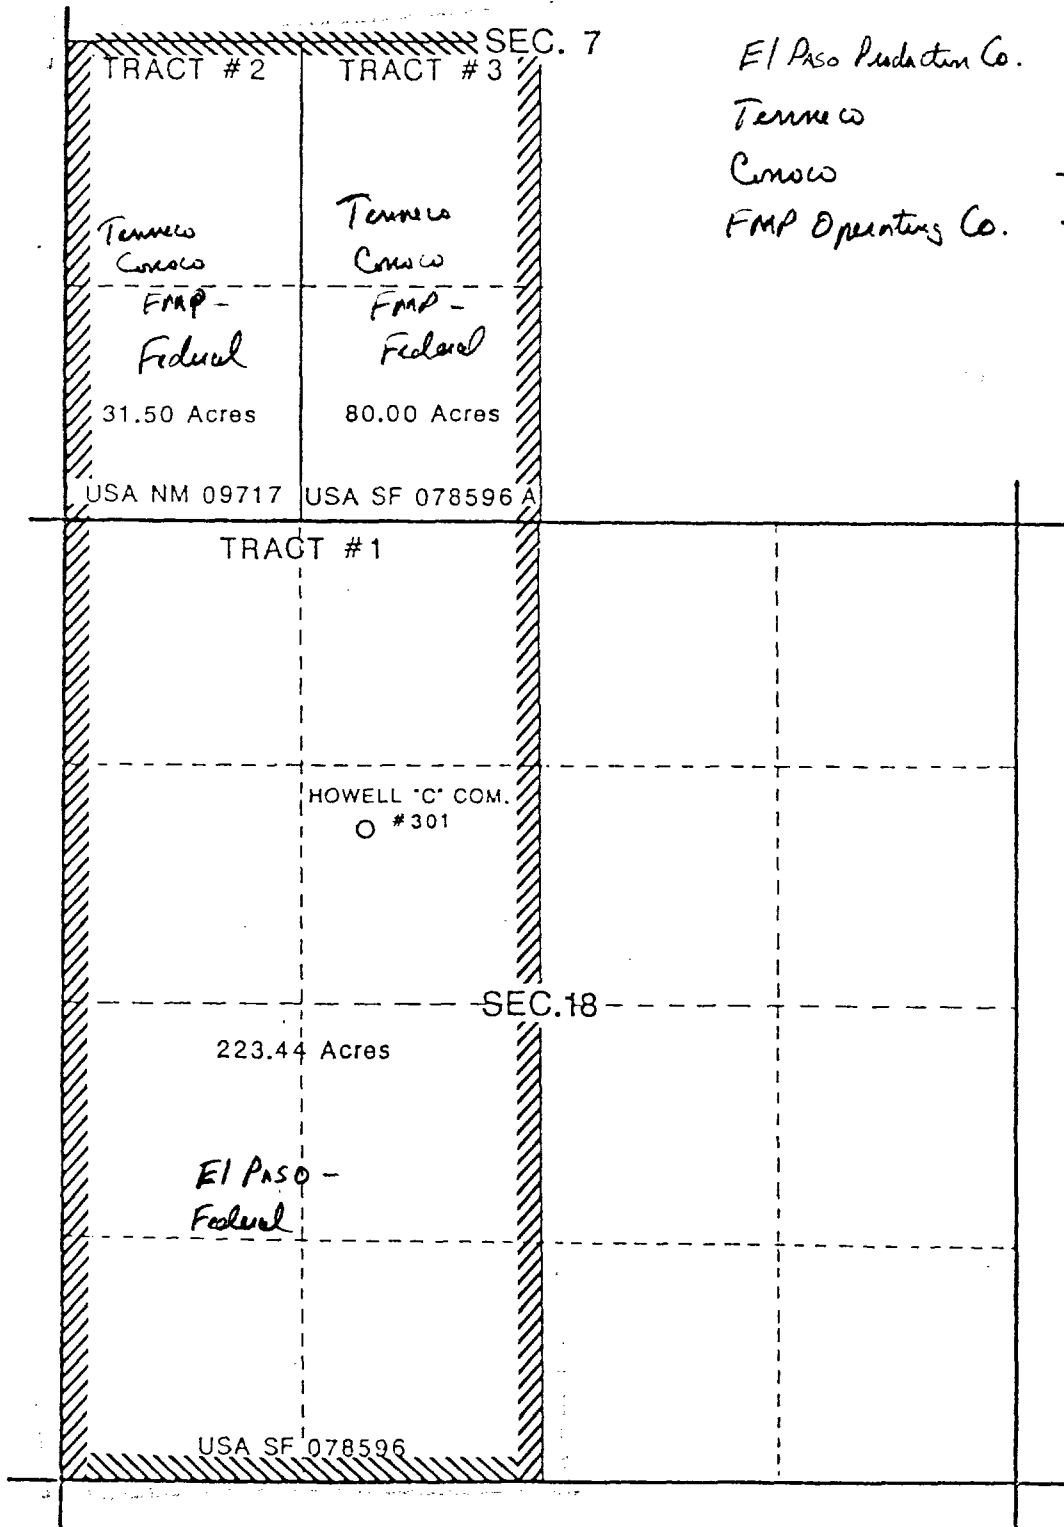 SEC. 7
TRACT #2
TRACT #3
El Paso Production Co.
Tenneco
Conoco
FMP Operating Co.
Tenneco
Conoco
FMP -
Federal
Tenneco
Conoco
FMP -
Federal
31.50 Acres
80.00 Acres
USA NM 09717
USA SF 078596 A
TRACT #1
HOWELL "C" COM.
#301
SEC.18
223.44 Acres
El Paso -
Federal
USA SF 078596